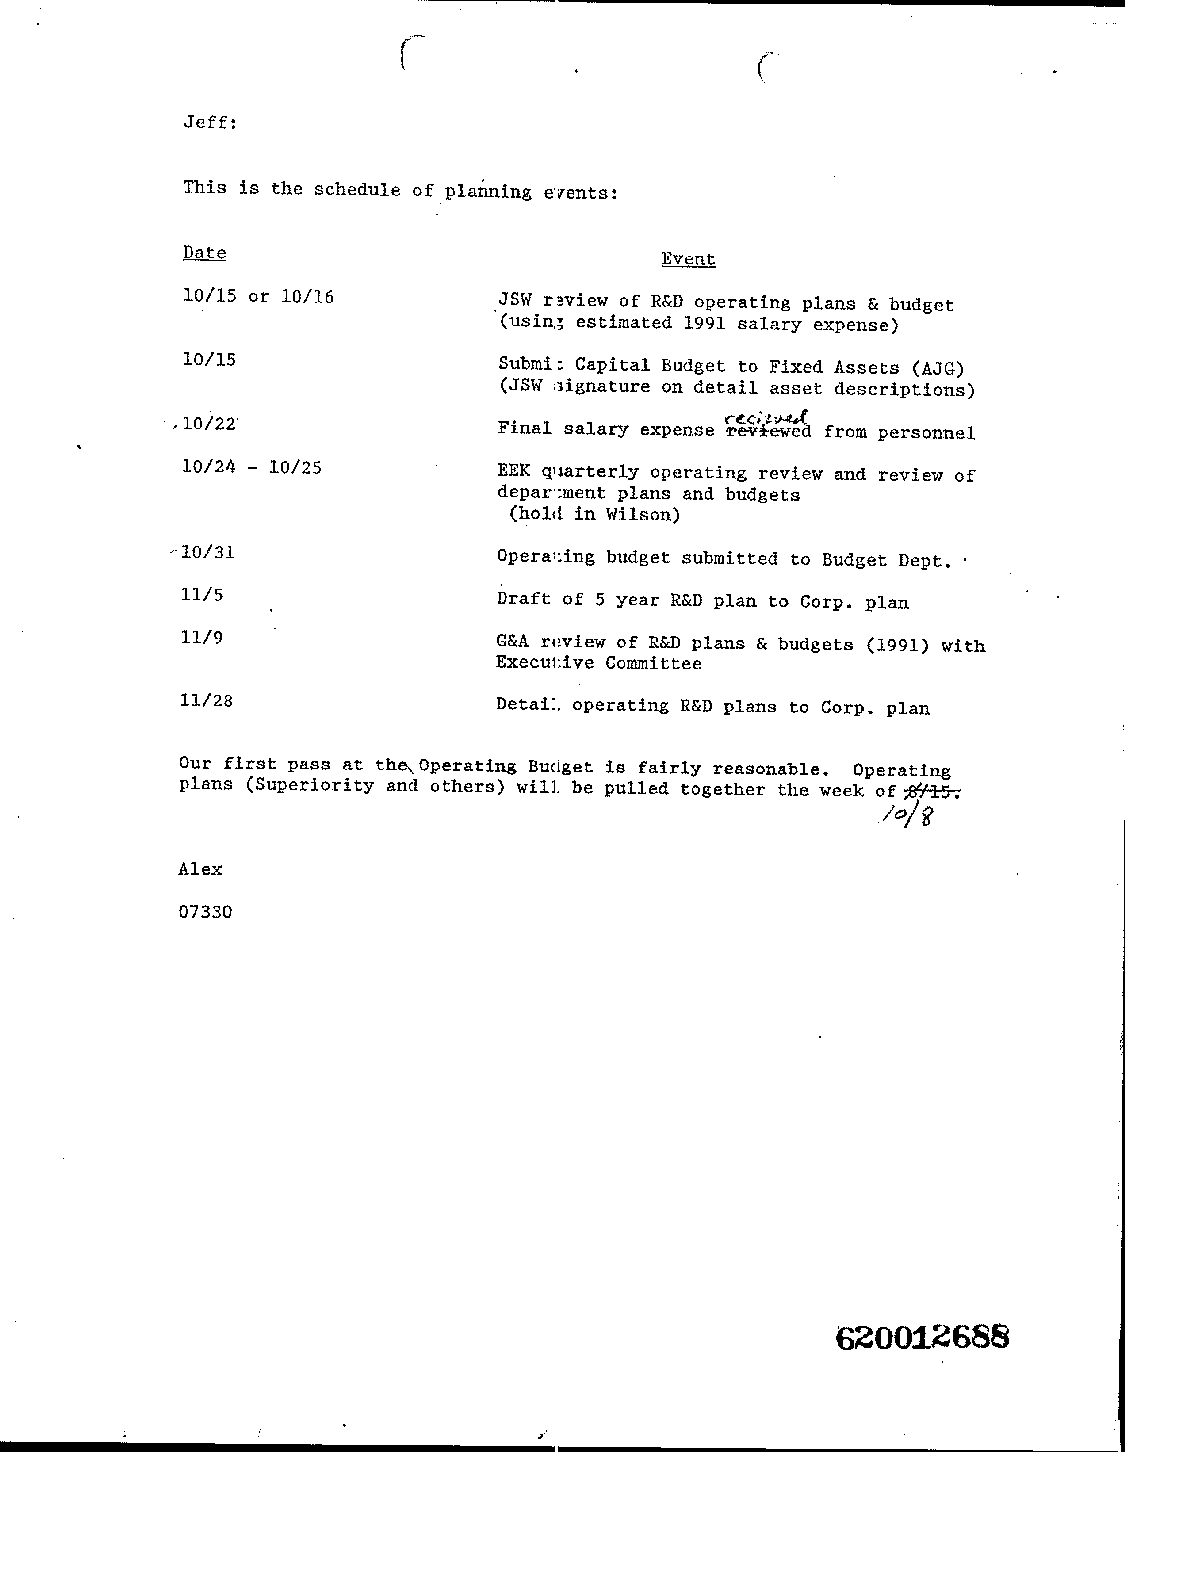 Jeff:
This is the schedule of planning events:
Date Event
10/15 or 10/16 JSW review of R&D operating plans & budget
(using estimated 1991 salary expense)
10/15 Submit Capital Budget to Fixed Assets (AJG)
(JSW signature on detail asset descriptions)
recieved
10/22 Final salary expense reviewed from personnel
10/24 - 10/25 EEK quarterly operating review and review of
department plans and budgets
(hold in Wilson)
10/31 Operating budget submitted to Budget Dept.
11/5 Draft of 5 year R&D plan to Corp. plan
11/9 G&A review of R&D plans & budgets (1991) with
Executive Committee
11/28 Detail operating R&D plans to Corp. plan
Our first pass at the Operating Budget is fairly reasonable. Operating
plans (Superiority and others) will be pulled together the week of 8/15.
10/8
Alex
07330
620012688